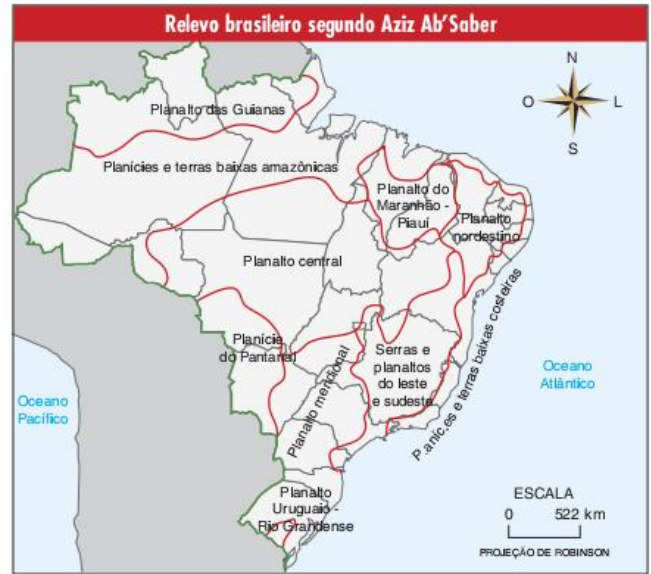 Relevo brasileiro segundo Aziz Ab'Saber
N
O
L
S
Planalto das Guianas
Planícies e terras baixas amazônicas
Planalto do
Maranhão -
Piauí
Planalto
nordestino
Planalto central
Planície
do Pantanal
Serras e
planaltos
do leste
e sudeste
Planalto meridional
P aníc,es e terras baixas costeiras
Oceano
Pacífico
Oceano
Atlântico
Planalto
Uruguaio -
Rio Grandense
ESCALA
0 522 km
PROJEÇÃO DE ROBINSON